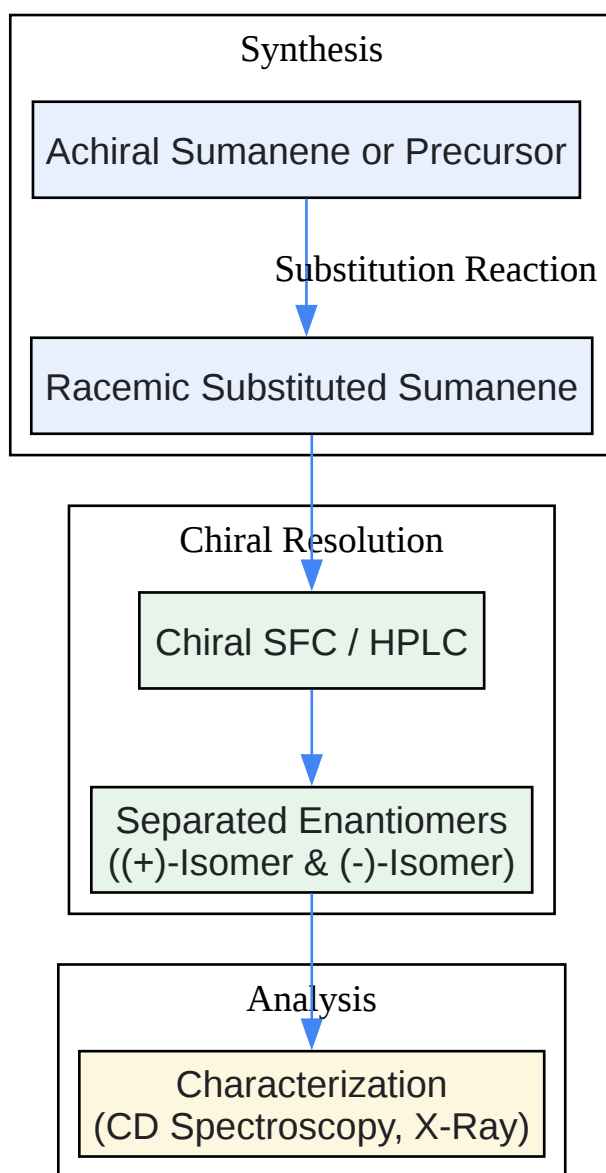 Synthesis
Achiral Sumanene or Precursor
Substitution Reaction
Racemic Substituted Sumanene
Chiral Resolution
Chiral SFC / HPLC
Separated Enantiomers
((+)-Isomer & (-)-Isomer)
Analysis
Characterization
(CD Spectroscopy, X-Ray)